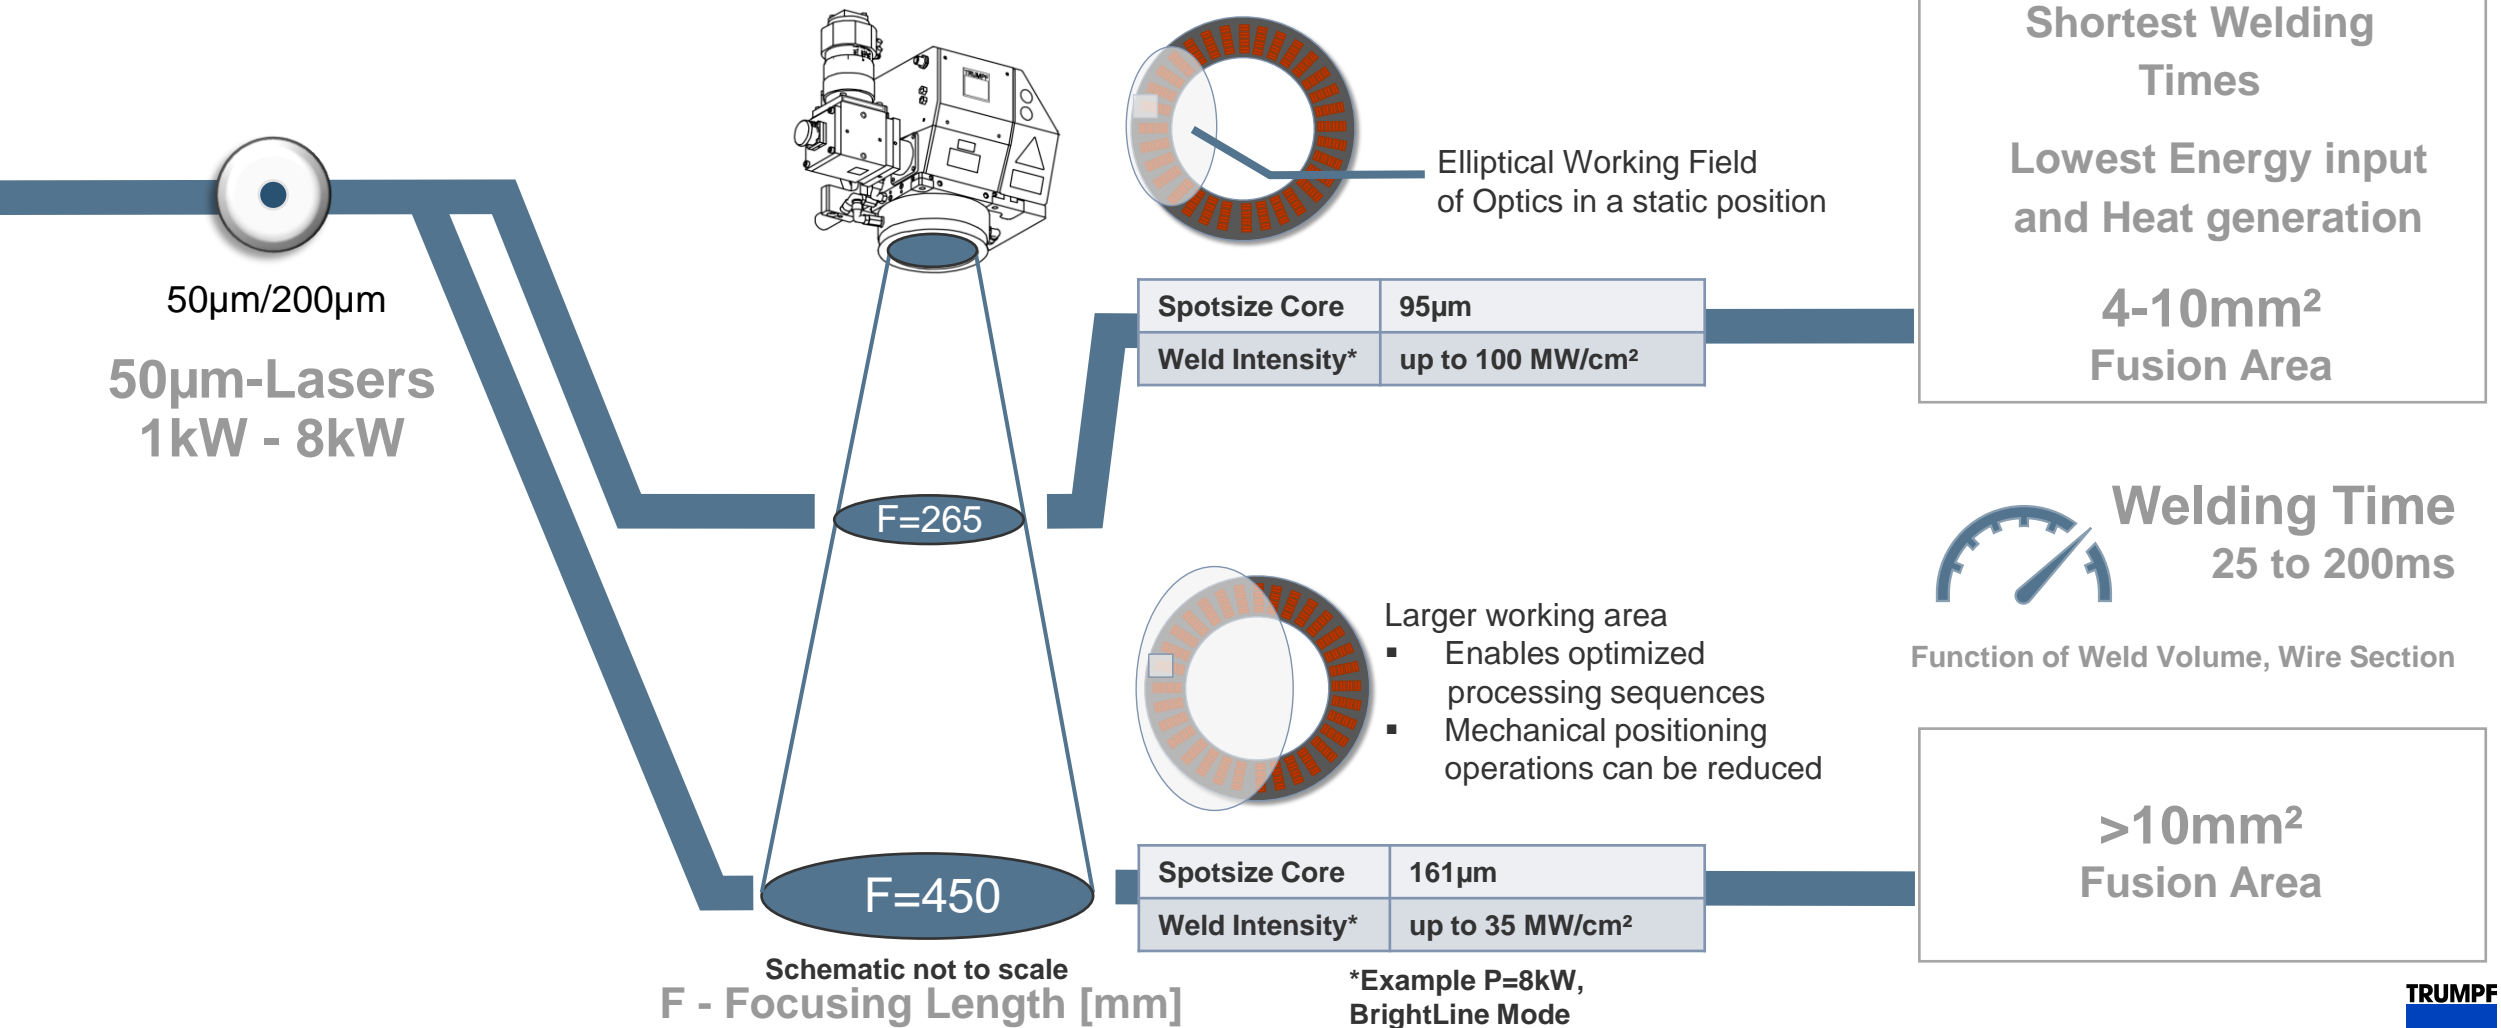 50µm/200µm
50µm-Lasers
1kW - 8kW
TRUMPF
F=265
F=450
Schematic not to scale
F - Focusing Length [mm]
Elliptical Working Field
of Optics in a static position
Spotsize Core 95µm
Weld Intensity* up to 100 MW/cm²
Larger working area
▪ Enables optimized
processing sequences
▪ Mechanical positioning
operations can be reduced
Spotsize Core 161µm
Weld Intensity* up to 35 MW/cm²
*Example P=8kW,
BrightLine Mode
Shortest Welding
Times
Lowest Energy input
and Heat generation
4-10mm²
Fusion Area
Welding Time
25 to 200ms
Function of Weld Volume, Wire Section
>10mm²
Fusion Area
TRUMPF